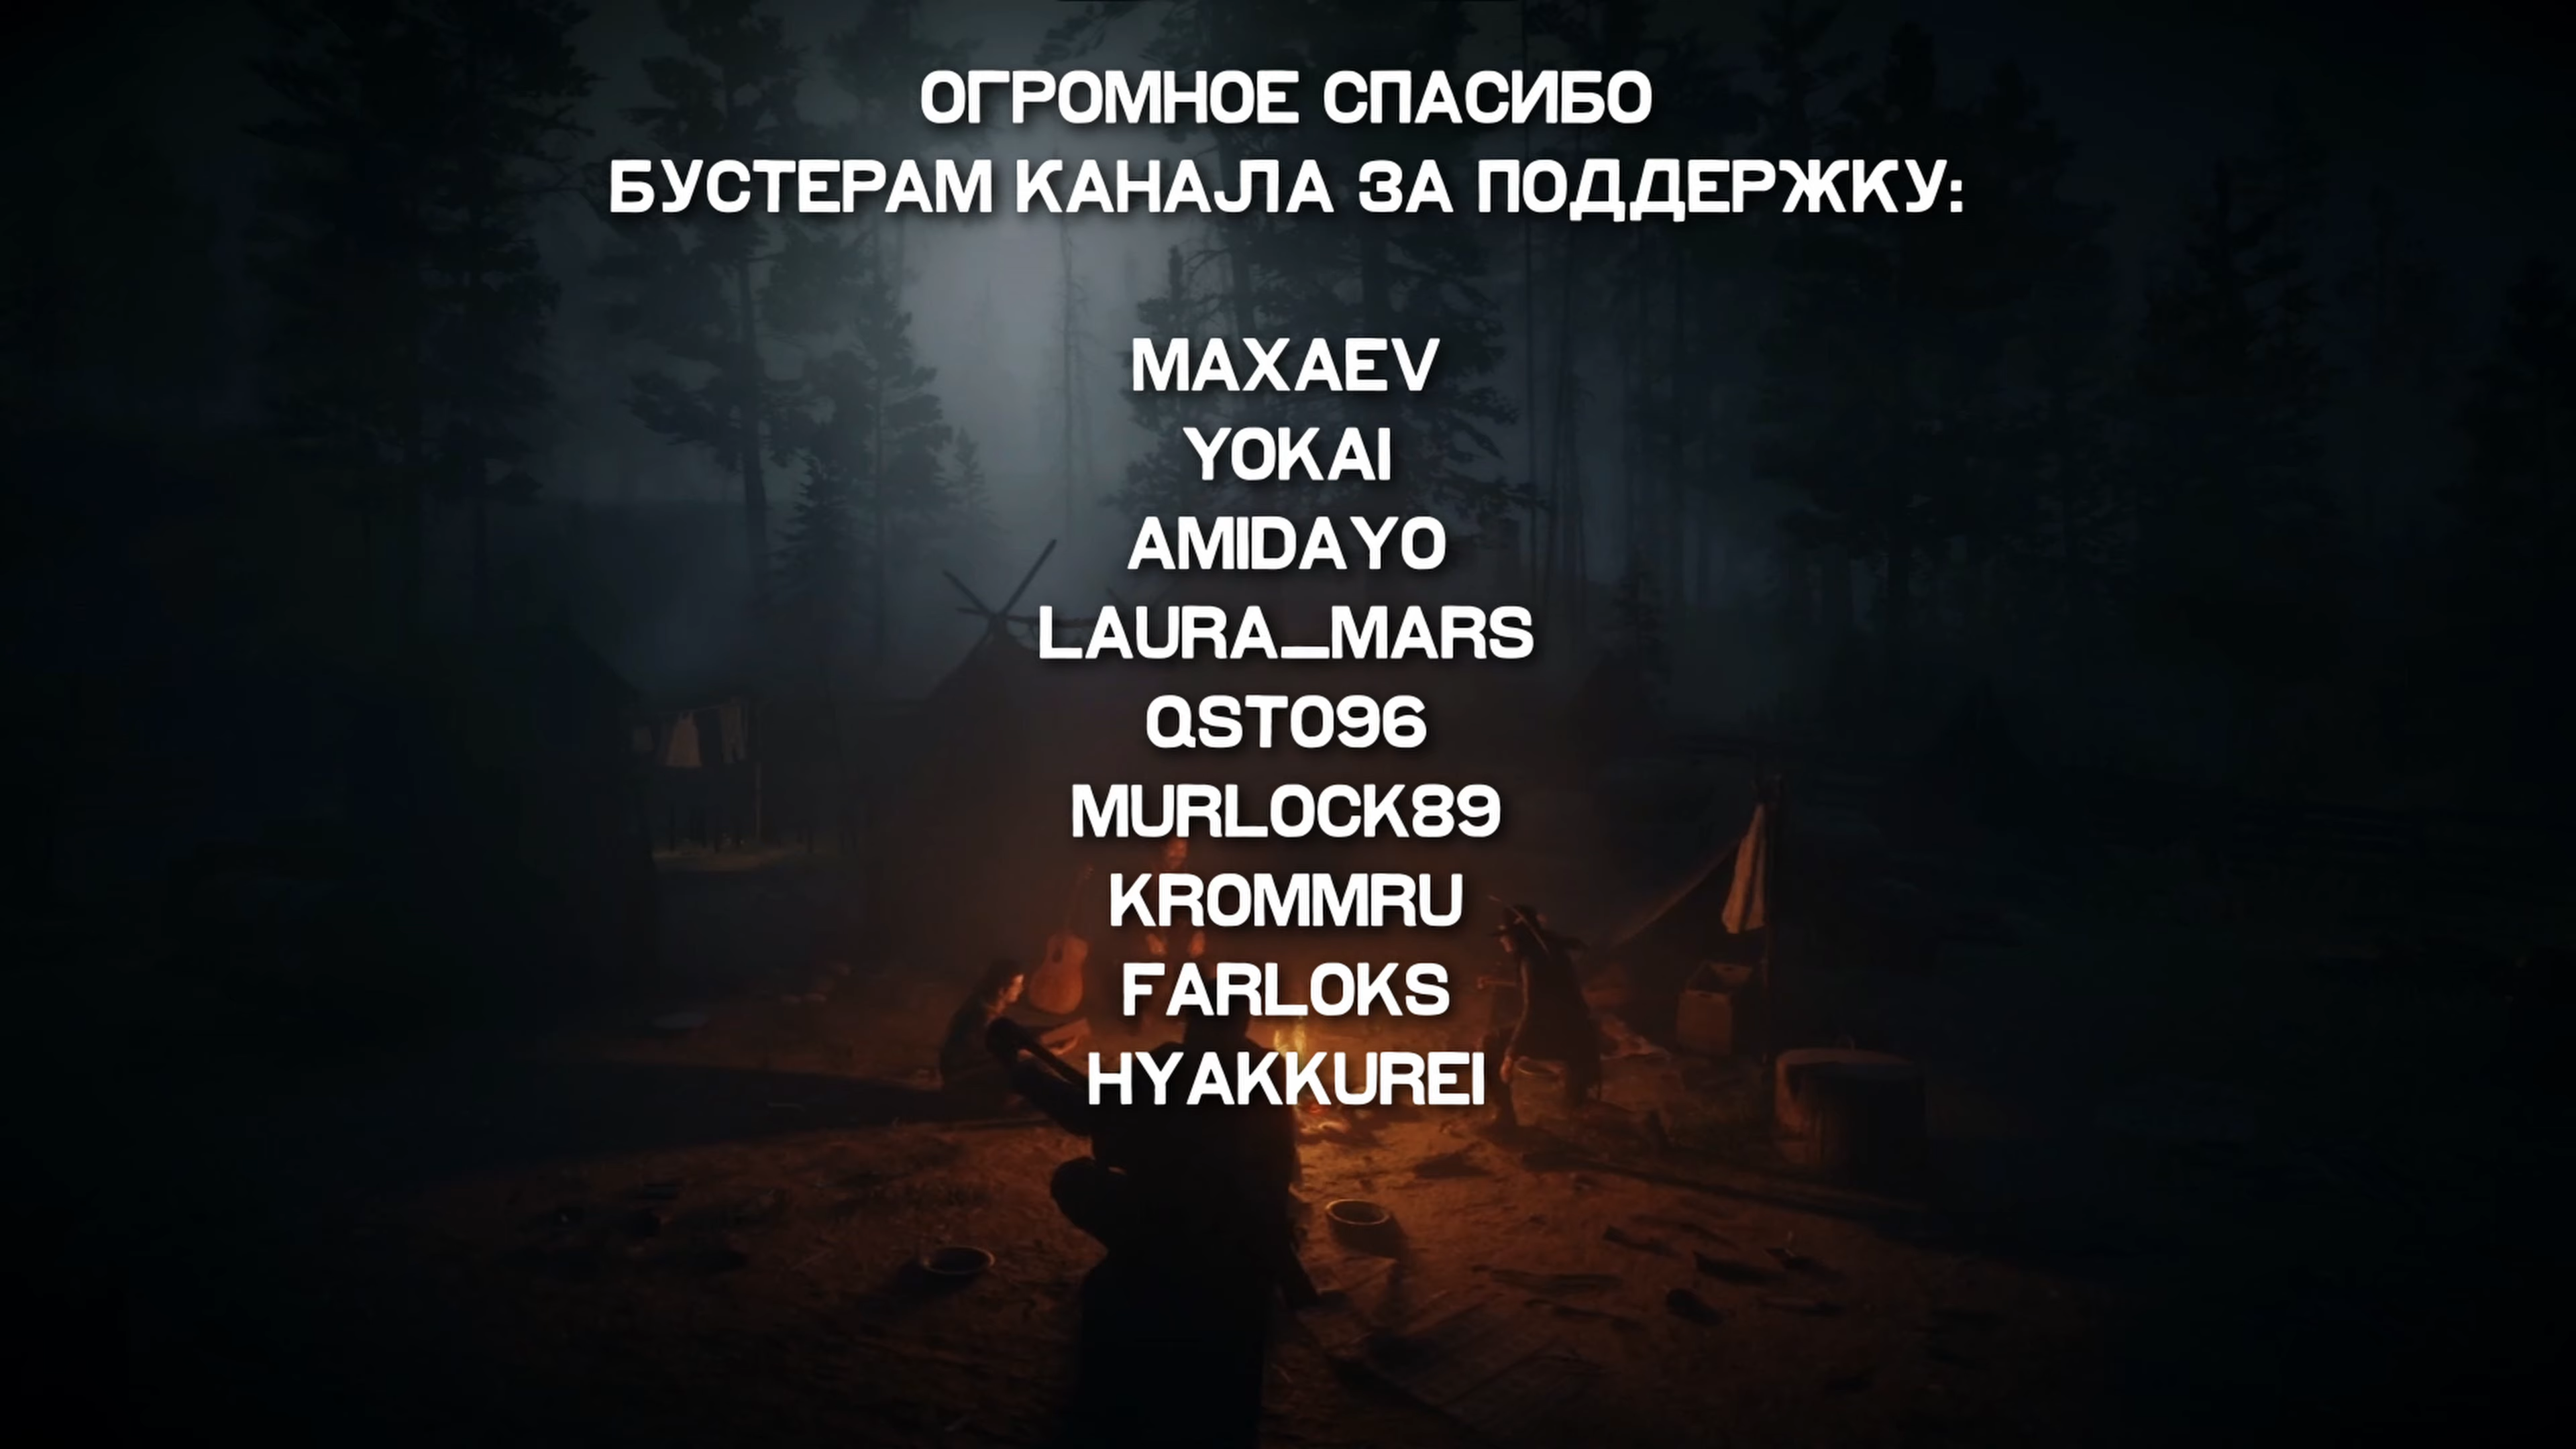 ОГРОМНОЕ СПАСИБО
БУСТЕРАМ КАНАЛА ЗА ПОДДЕРЖКУ:
MAXAEV
YOKAI
AMIDAYO
LAURA_MARS
QST096
MURLOCK89
KROMMRU
FARLOKS
HYAKKUREI